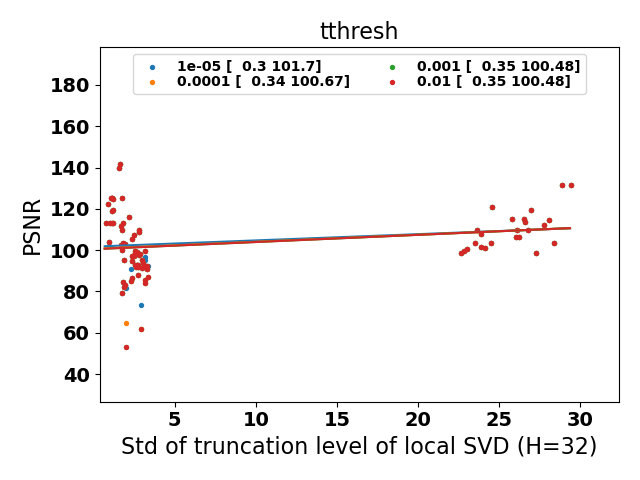 tthresh
1e-05 [  0.3 101.7]
0.0001 [  0.34 100.67]
0.001 [  0.35 100.48]
0.01 [  0.35 100.48]
PSNR
180
160
140
120
100
80
60
40
5 10 15 20 25 30
Std of truncation level of local SVD (H=32)